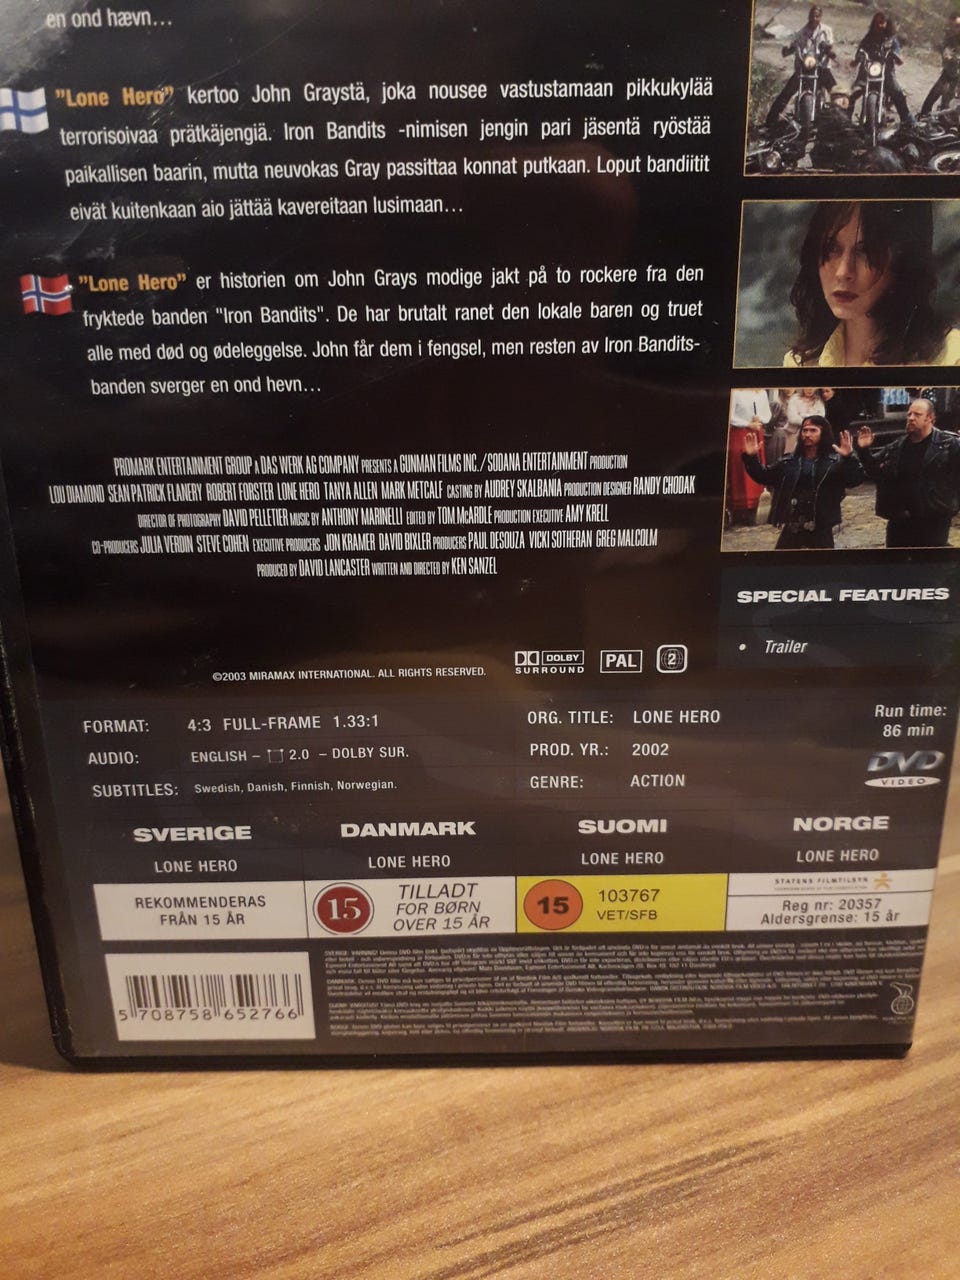 en ond hævn...
"Lone Hero" kertoo John Graystä, joka nousee vastustamaan pikkukylää
terrorisoivaa prätkäjengiä. Iron Bandits -nimisen jengin pari jäsentä ryöstää
paikallisen baarin, mutta neuvokas Gray passittaa konnat putkaan. Loput bandiitit
eivät kuitenkaan aio jättää kavereitaan lusimaan...
"Lone Hero" er historien om John Grays modige jakt på to rockere fra den
fryktede banden "Iron Bandits". De har brutalt ranet den lokale baren og truet
alle med død og ødeleggelse. John får dem i fengsel, men resten av Iron Bandits-
banden sverger en ond hevn...
PROMARK ENTERTAINMENT GROUP & DAS WERK AG COMPANY PRESENTS A GUNMAN FILMS INC./SODANA ENTERTAINMENT PRODUCTION
LOU DIAMOND SEAN PATRICK FLANERY ROBERT FORSTER LONE HERO TANYA ALLEN MARK METCALF CASTING BY AUDREY SKALBANIA PRODUCTION DESIGNER RANDY CHODAK
DIRECTOR OF PHOTOGRAPHY DAVID PELLETIER MUSIC BY ANTHONY MARINELLI EDITED BY TOM McARDLE PRODUCTION EXECUTIVE AMY KRELL
CO-PRODUCERS JULIA VERDIN STEVE COHEN EXECUTIVE PRODUCERS JON KRAMER DAVID BIXLER PRODUCERS PAUL DESOUZA VICKI SOTHERAN GREG MALCOLM
PRODUCED BY DAVID LANCASTER WRITTEN AND DIRECTED BY KEN SANZEL
SPECIAL FEATURES
• Trailer
©2003 MIRAMAX INTERNATIONAL. ALL RIGHTS RESERVED.
DOLBY SURROUND PAL 2
FORMAT: 4:3 FULL-FRAME 1.33:1
AUDIO: ENGLISH – 2.0 – DOLBY SUR.
SUBTITLES: Swedish, Danish, Finnish, Norwegian.
ORG. TITLE: LONE HERO
PROD. YR.: 2002
GENRE: ACTION
Run time:
86 min
DVD
VIDEO
SVERIGE
LONE HERO
REKOMMENDERAS
FRÅN 15 ÅR
DANMARK
LONE HERO
15
TILLADT
FOR BØRN
OVER 15 ÅR
SUOMI
LONE HERO
15
103767
VET/SFB
NORGE
LONE HERO
STATENS FILMTILSYN
Reg nr: 20357
Aldersgrense: 15 år
5 708758 652766